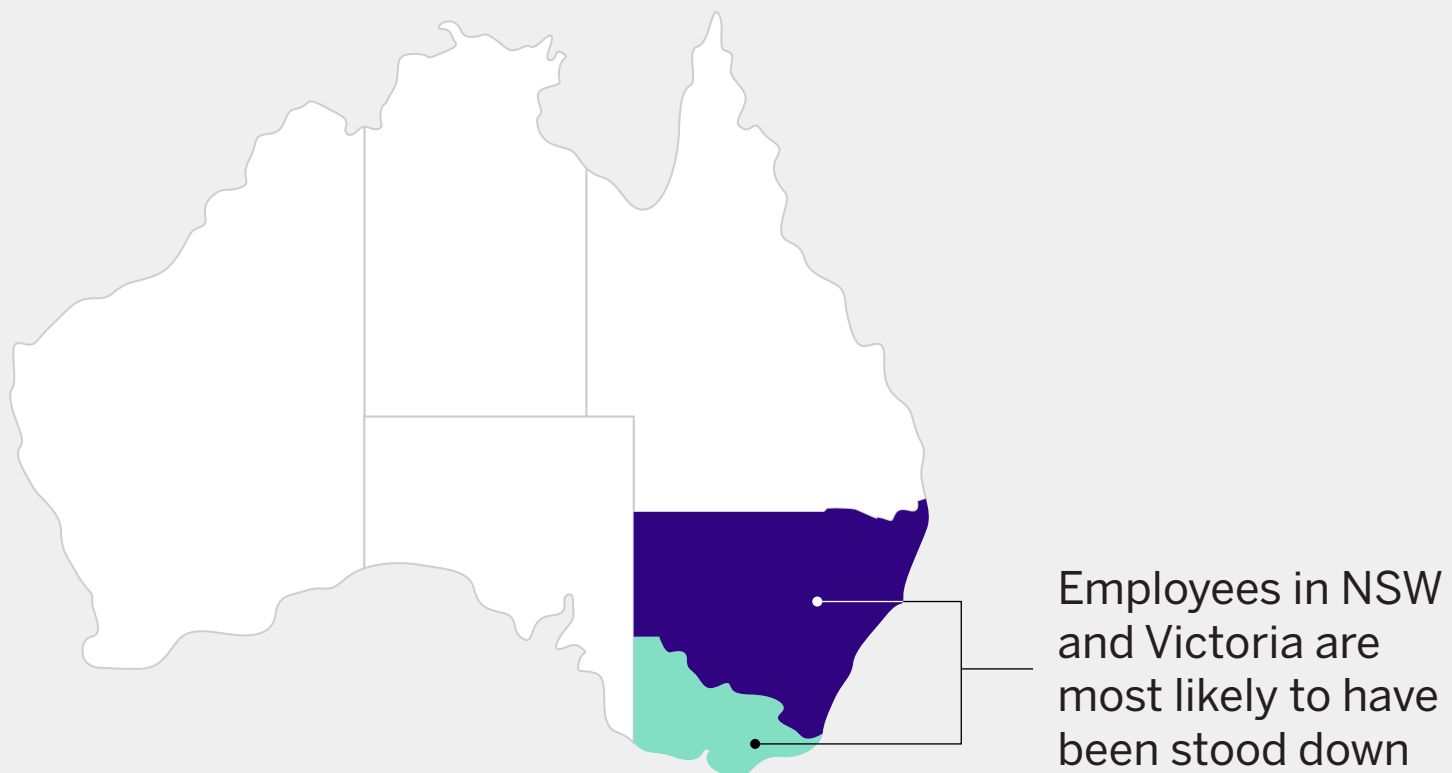 Employees in NSW
and Victoria are
most likely to have
been stood down